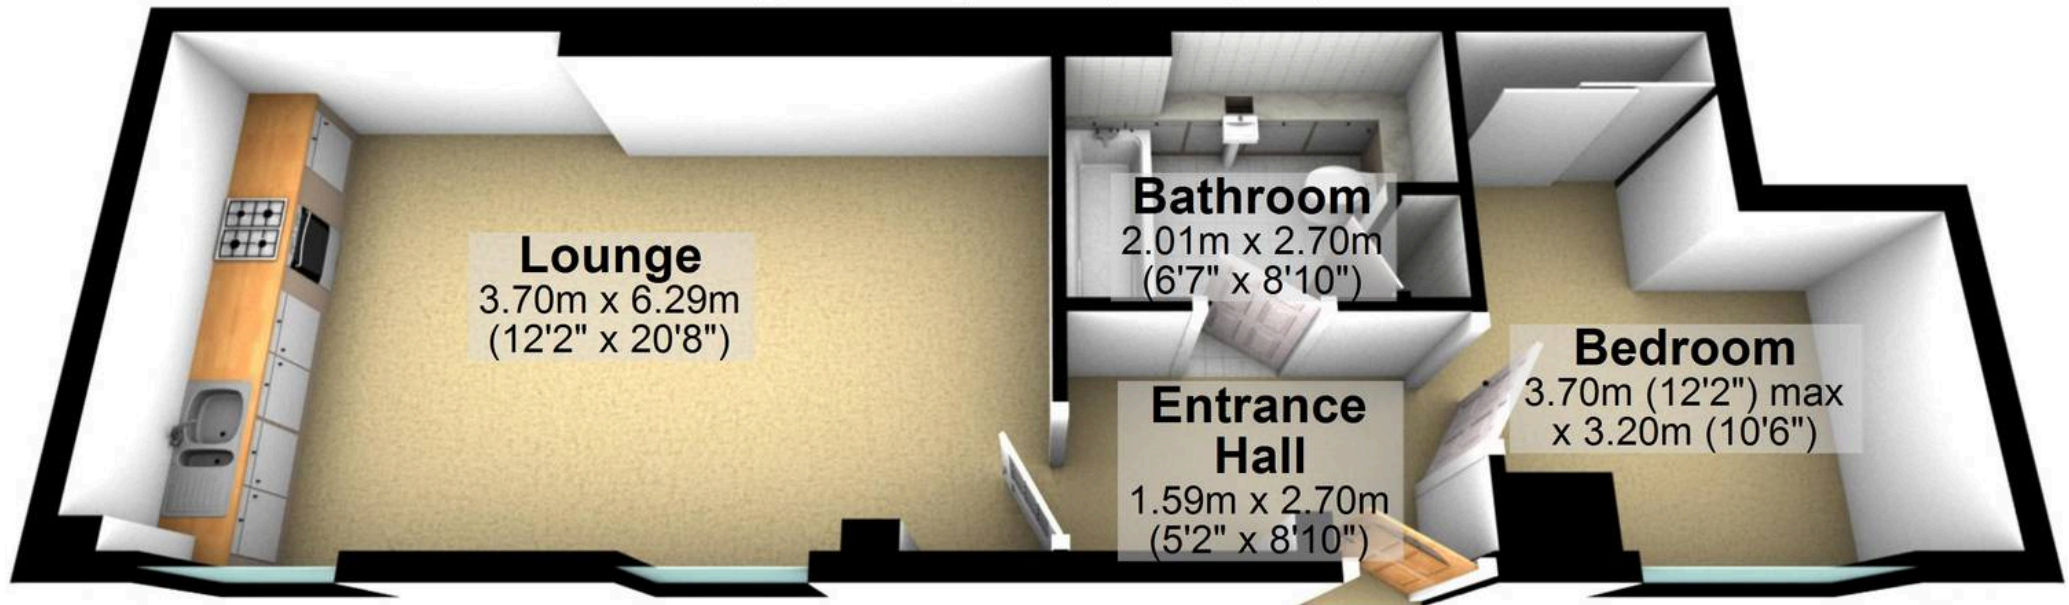 Lounge
3.70m x 6.29m
(12'2" x 20'8")
Bathroom
2.01m x 2.70m
(6'7" x 8'10")
Entrance
Hall
1.59m x 2.70m
(5'2" x 8'10")
Bedroom
3.70m (12'2") max
x 3.20m (10'6")